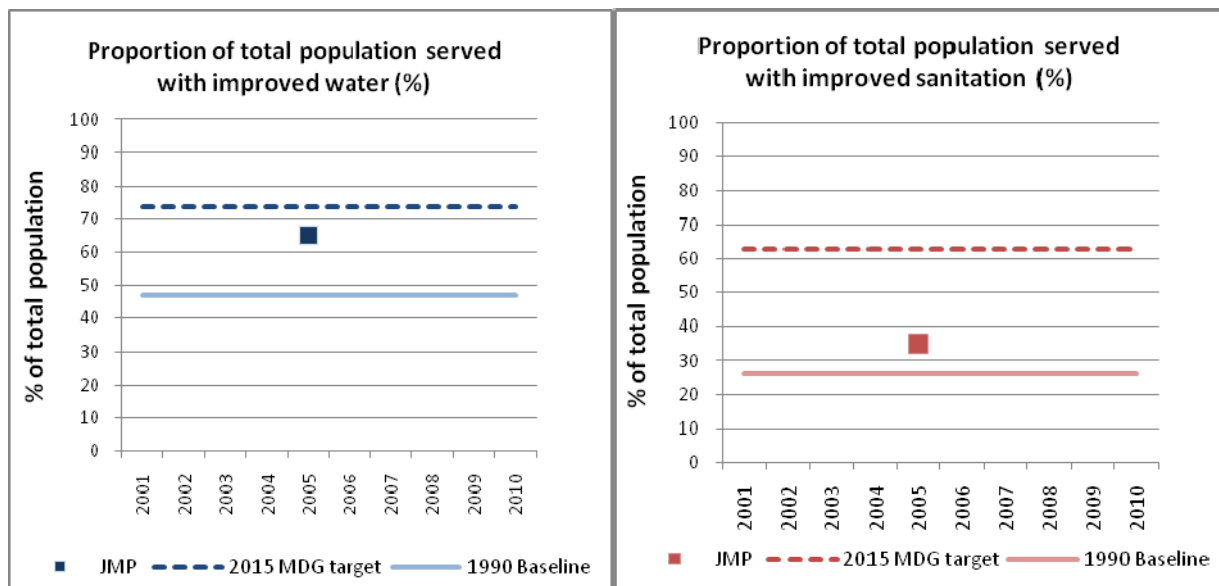 Proportion of total population served
with improved water (%)
% of total population
100
90
80
70
60
50
40
30
20
10
0
2001 2002 2003 2004 2005 2006 2007 2008 2009 2010
JMP 2015 MDG target 1990 Baseline
Proportion of total population served
with improved sanitation (%)
% of total population
100
90
80
70
60
50
40
30
20
10
0
2001 2002 2003 2004 2005 2006 2007 2008 2009 2010
JMP 2015 MDG target 1990 Baseline